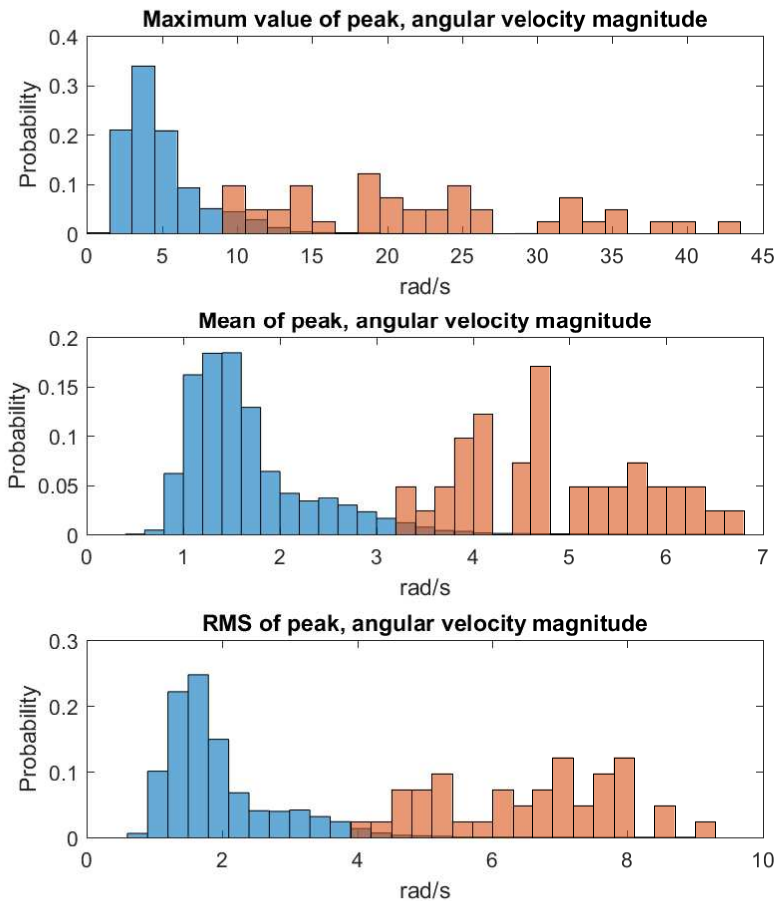 Maximum value of peak, angular velocity magnitude
0.4
0.3
0.2
0.1
0
Probability
0 5 10 15 20 25 30 35 40 45
rad/s
Mean of peak, angular velocity magnitude
0.2
0.15
0.1
0.05
0
Probability
0 1 2 3 4 5 6 7
rad/s
RMS of peak, angular velocity magnitude
0.3
0.2
0.1
0
Probability
0 2 4 6 8 10
rad/s